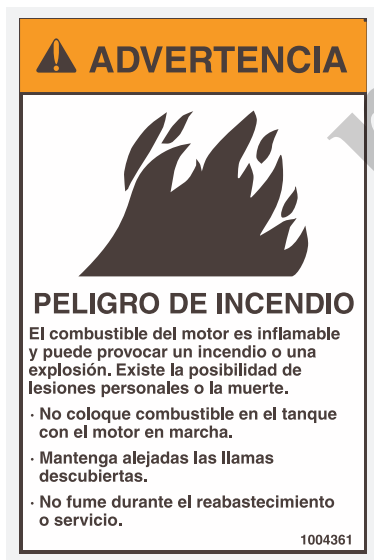 ADVERTENCIA
PELIGRO DE INCENDIO
El combustible del motor es inflamable
y puede provocar un incendio o una
explosión. Existe la posibilidad de
lesiones personales o la muerte.
· No coloque combustible en el tanque
con el motor en marcha.
· Mantenga alejadas las llamas
descubiertas.
· No fume durante el reabastecimiento
o servicio.
1004361